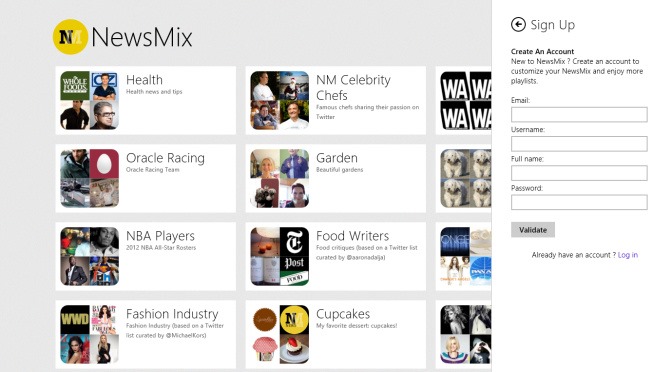 NM NewsMix
Health
Health news and tips
WHOLE
FOODS
NM Celebrity
Chefs
Famous chefs sharing their passion on
Twitter
WA WA
WA WA
Oracle Racing
Oracle Racing Team
Garden
Beautiful gardens
NBA Players
2012 NBA All-Star Rosters
Food Writers
Food critiques (based on a Twitter list
curated by @aaronadalja)
T
Post
FOOD
Fashion Industry
Fashion Industry (based on a Twitter
list curated by @MichaelKors)
WWD
Cupcakes
My favorite dessert: cupcakes!
Sign Up
Create An Account
New to NewsMix ? Create an account to
customize your NewsMix and enjoy more
playlists.
Email:
Username:
Full name:
Password:
Validate
Already have an account ? Log in